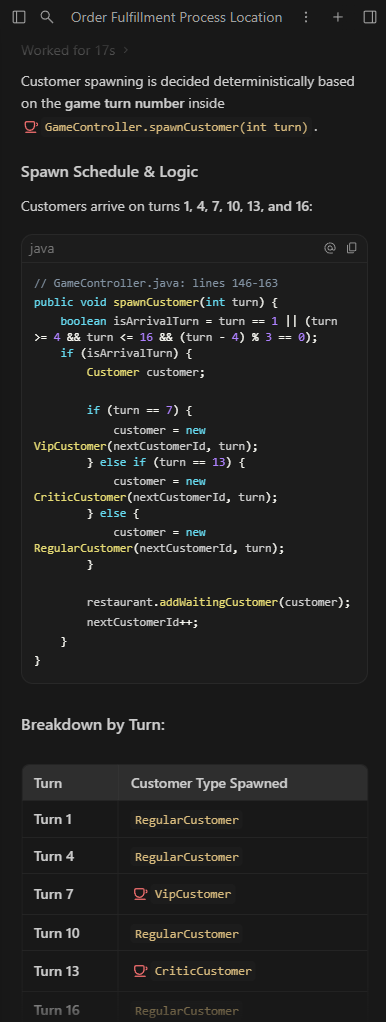 Order Fulfillment Process Location
Worked for 17s
Customer spawning is decided deterministically based
on the game turn number inside
GameController.spawnCustomer(int turn) .
Spawn Schedule & Logic
Customers arrive on turns 1, 4, 7, 10, 13, and 16:
java
// GameController.java: lines 146-163
public void spawnCustomer(int turn) {
    boolean isArrivalTurn = turn == 1 || (turn
>= 4 && turn <= 16 && (turn - 4) % 3 == 0);
    if (isArrivalTurn) {
        Customer customer;
        if (turn == 7) {
            customer = new
VipCustomer(nextCustomerId, turn);
        } else if (turn == 13) {
            customer = new
CriticCustomer(nextCustomerId, turn);
        } else {
            customer = new
RegularCustomer(nextCustomerId, turn);
        }
        restaurant.addWaitingCustomer(customer);
        nextCustomerId++;
    }
}
Breakdown by Turn:
Turn Customer Type Spawned
Turn 1 RegularCustomer
Turn 4 RegularCustomer
Turn 7 VipCustomer
Turn 10 RegularCustomer
Turn 13 CriticCustomer
Turn 16 RegularCustomer